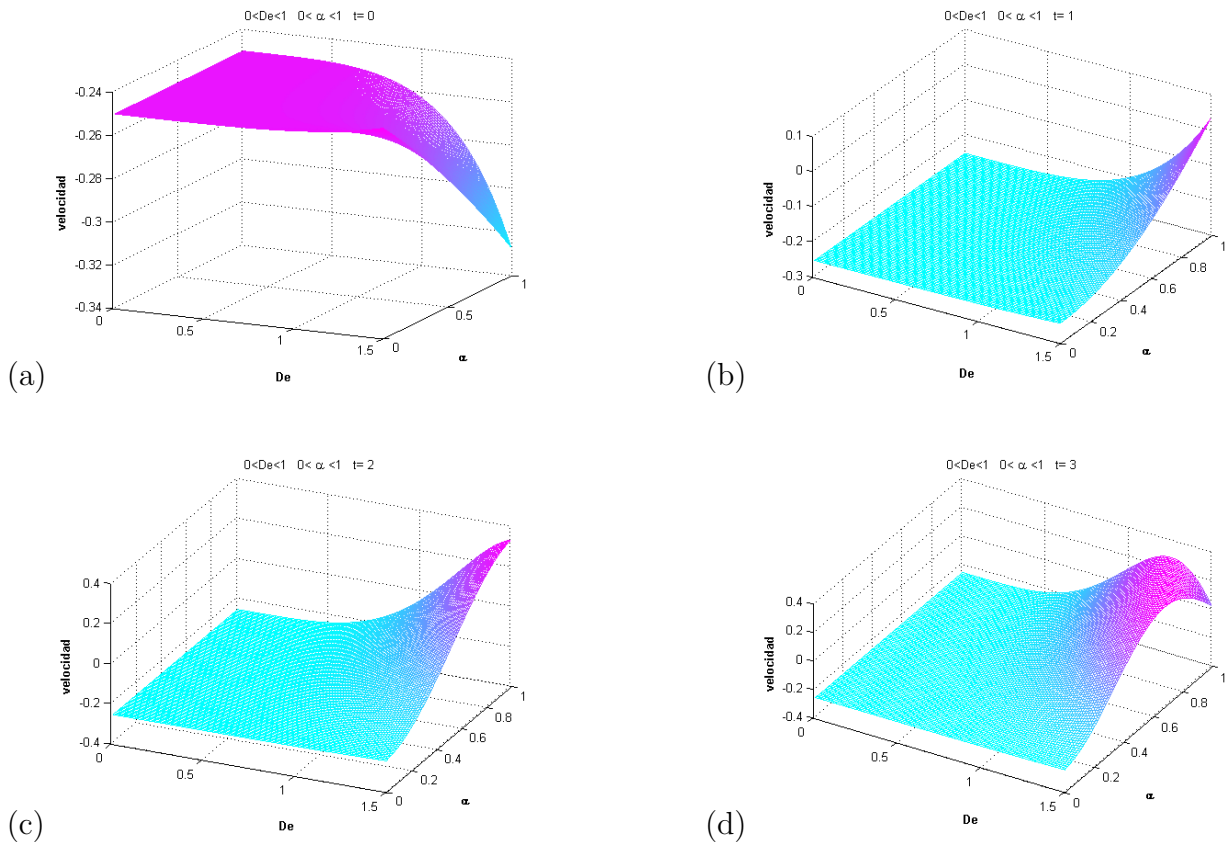 0<De<1 0< α <1 t= 0
-0.24
-0.26
-0.28
-0.3
-0.32
-0.34
velocidad
0
0.5
1
1.5
De
0
0.5
1
α
(a)
0<De<1 0< α <1 t= 1
0.1
0
-0.1
-0.2
-0.3
velocidad
0
0.5
1
1.5
De
0
0.2
0.4
0.6
0.8
1
α
(b)
0<De<1 0< α <1 t= 2
0.4
0.2
0
-0.2
-0.4
velocidad
0
0.5
1
1.5
De
0
0.2
0.4
0.6
0.8
1
α
(c)
0<De<1 0< α <1 t= 3
0.4
0.2
0
-0.2
-0.4
velocidad
0
0.5
1
1.5
De
0
0.2
0.4
0.6
0.8
1
α
(d)